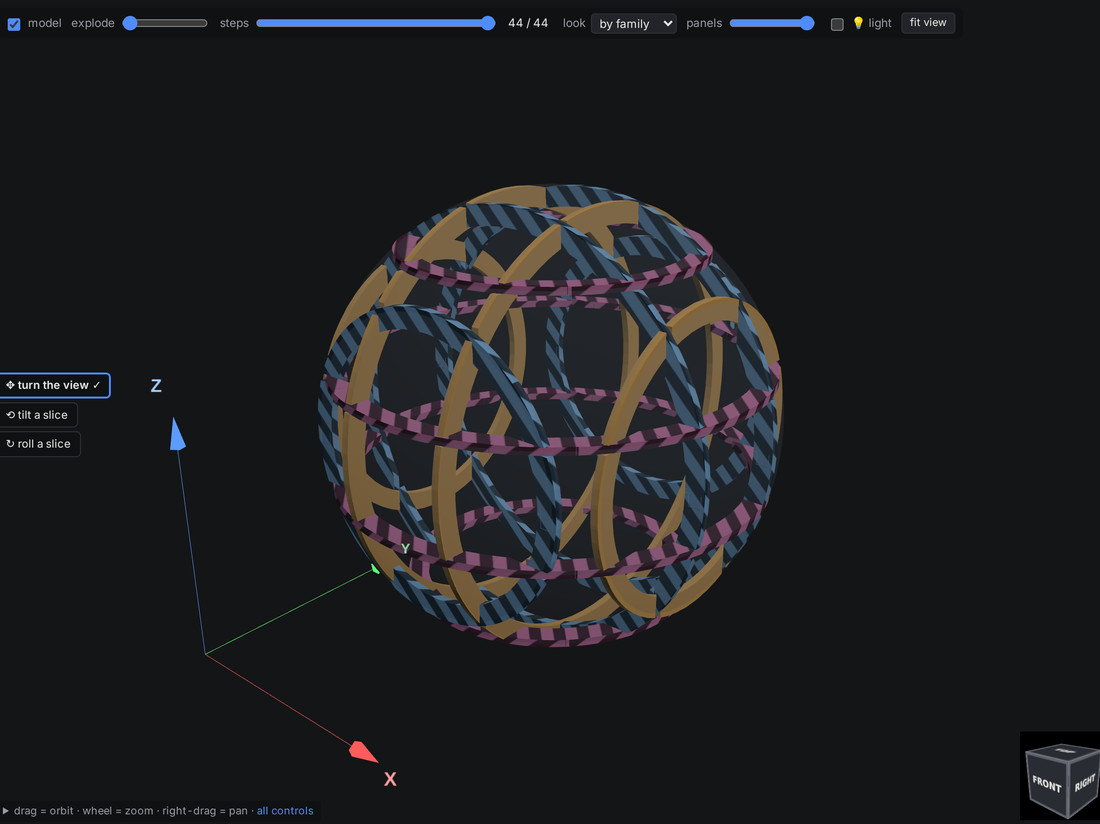 model explode steps 44 / 44 look by family panels 💡 light fit view
✥ turn the view ✓
Z
⟲ tilt a slice
↻ roll a slice
Y
X
FRONT RIGHT
▶ drag = orbit · wheel = zoom · right-drag = pan · all controls